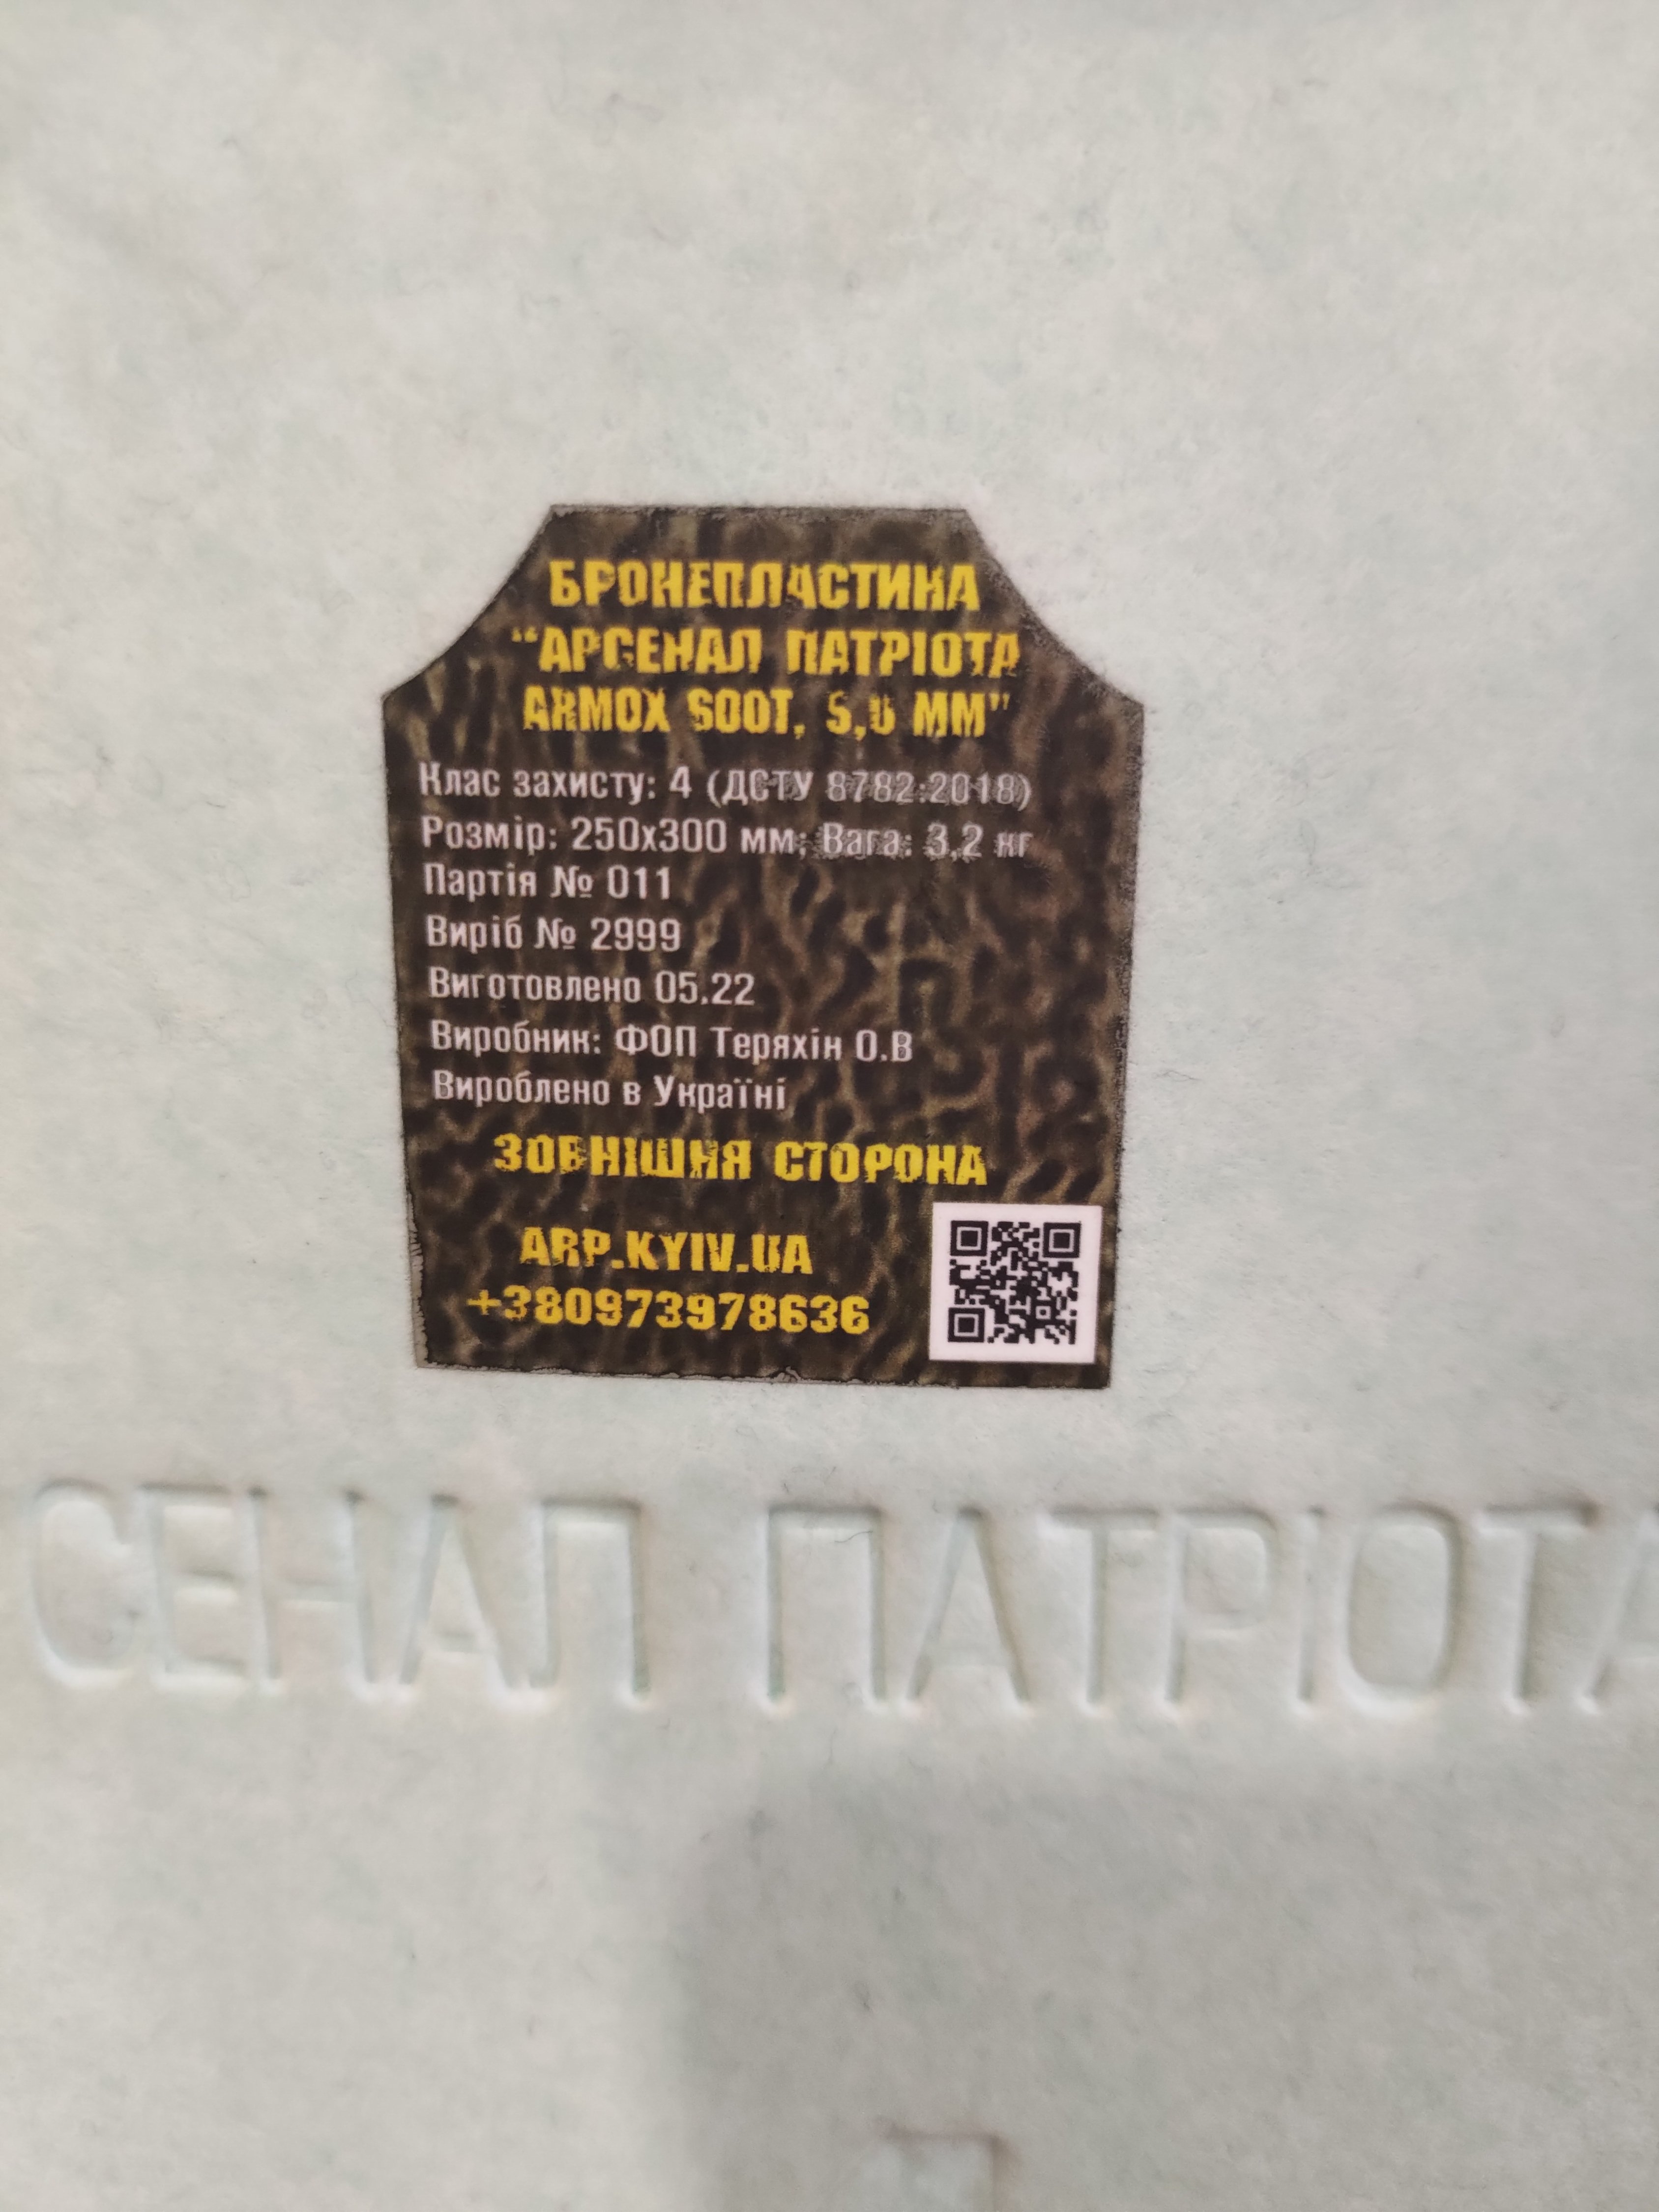 БРОНЕПЛАСТИНА
"АРСЕНАЛ ПАТРІОТА
ARMOX 500T, 5,0 ММ"
Клас захисту: 4 (ДСТУ 8782:2018)
Розмір: 250х300 мм; Вага: 3,2 кг
Партія № 011
Виріб № 2999
Виготовлено 05.22
Виробник: ФОП Теряхін О.В
Вироблено в Україні
ЗОВНІШНЯ СТОРОНА
ARP.KYIV.UA
+380973978636
СЕНАЛ ПАТРІОТА